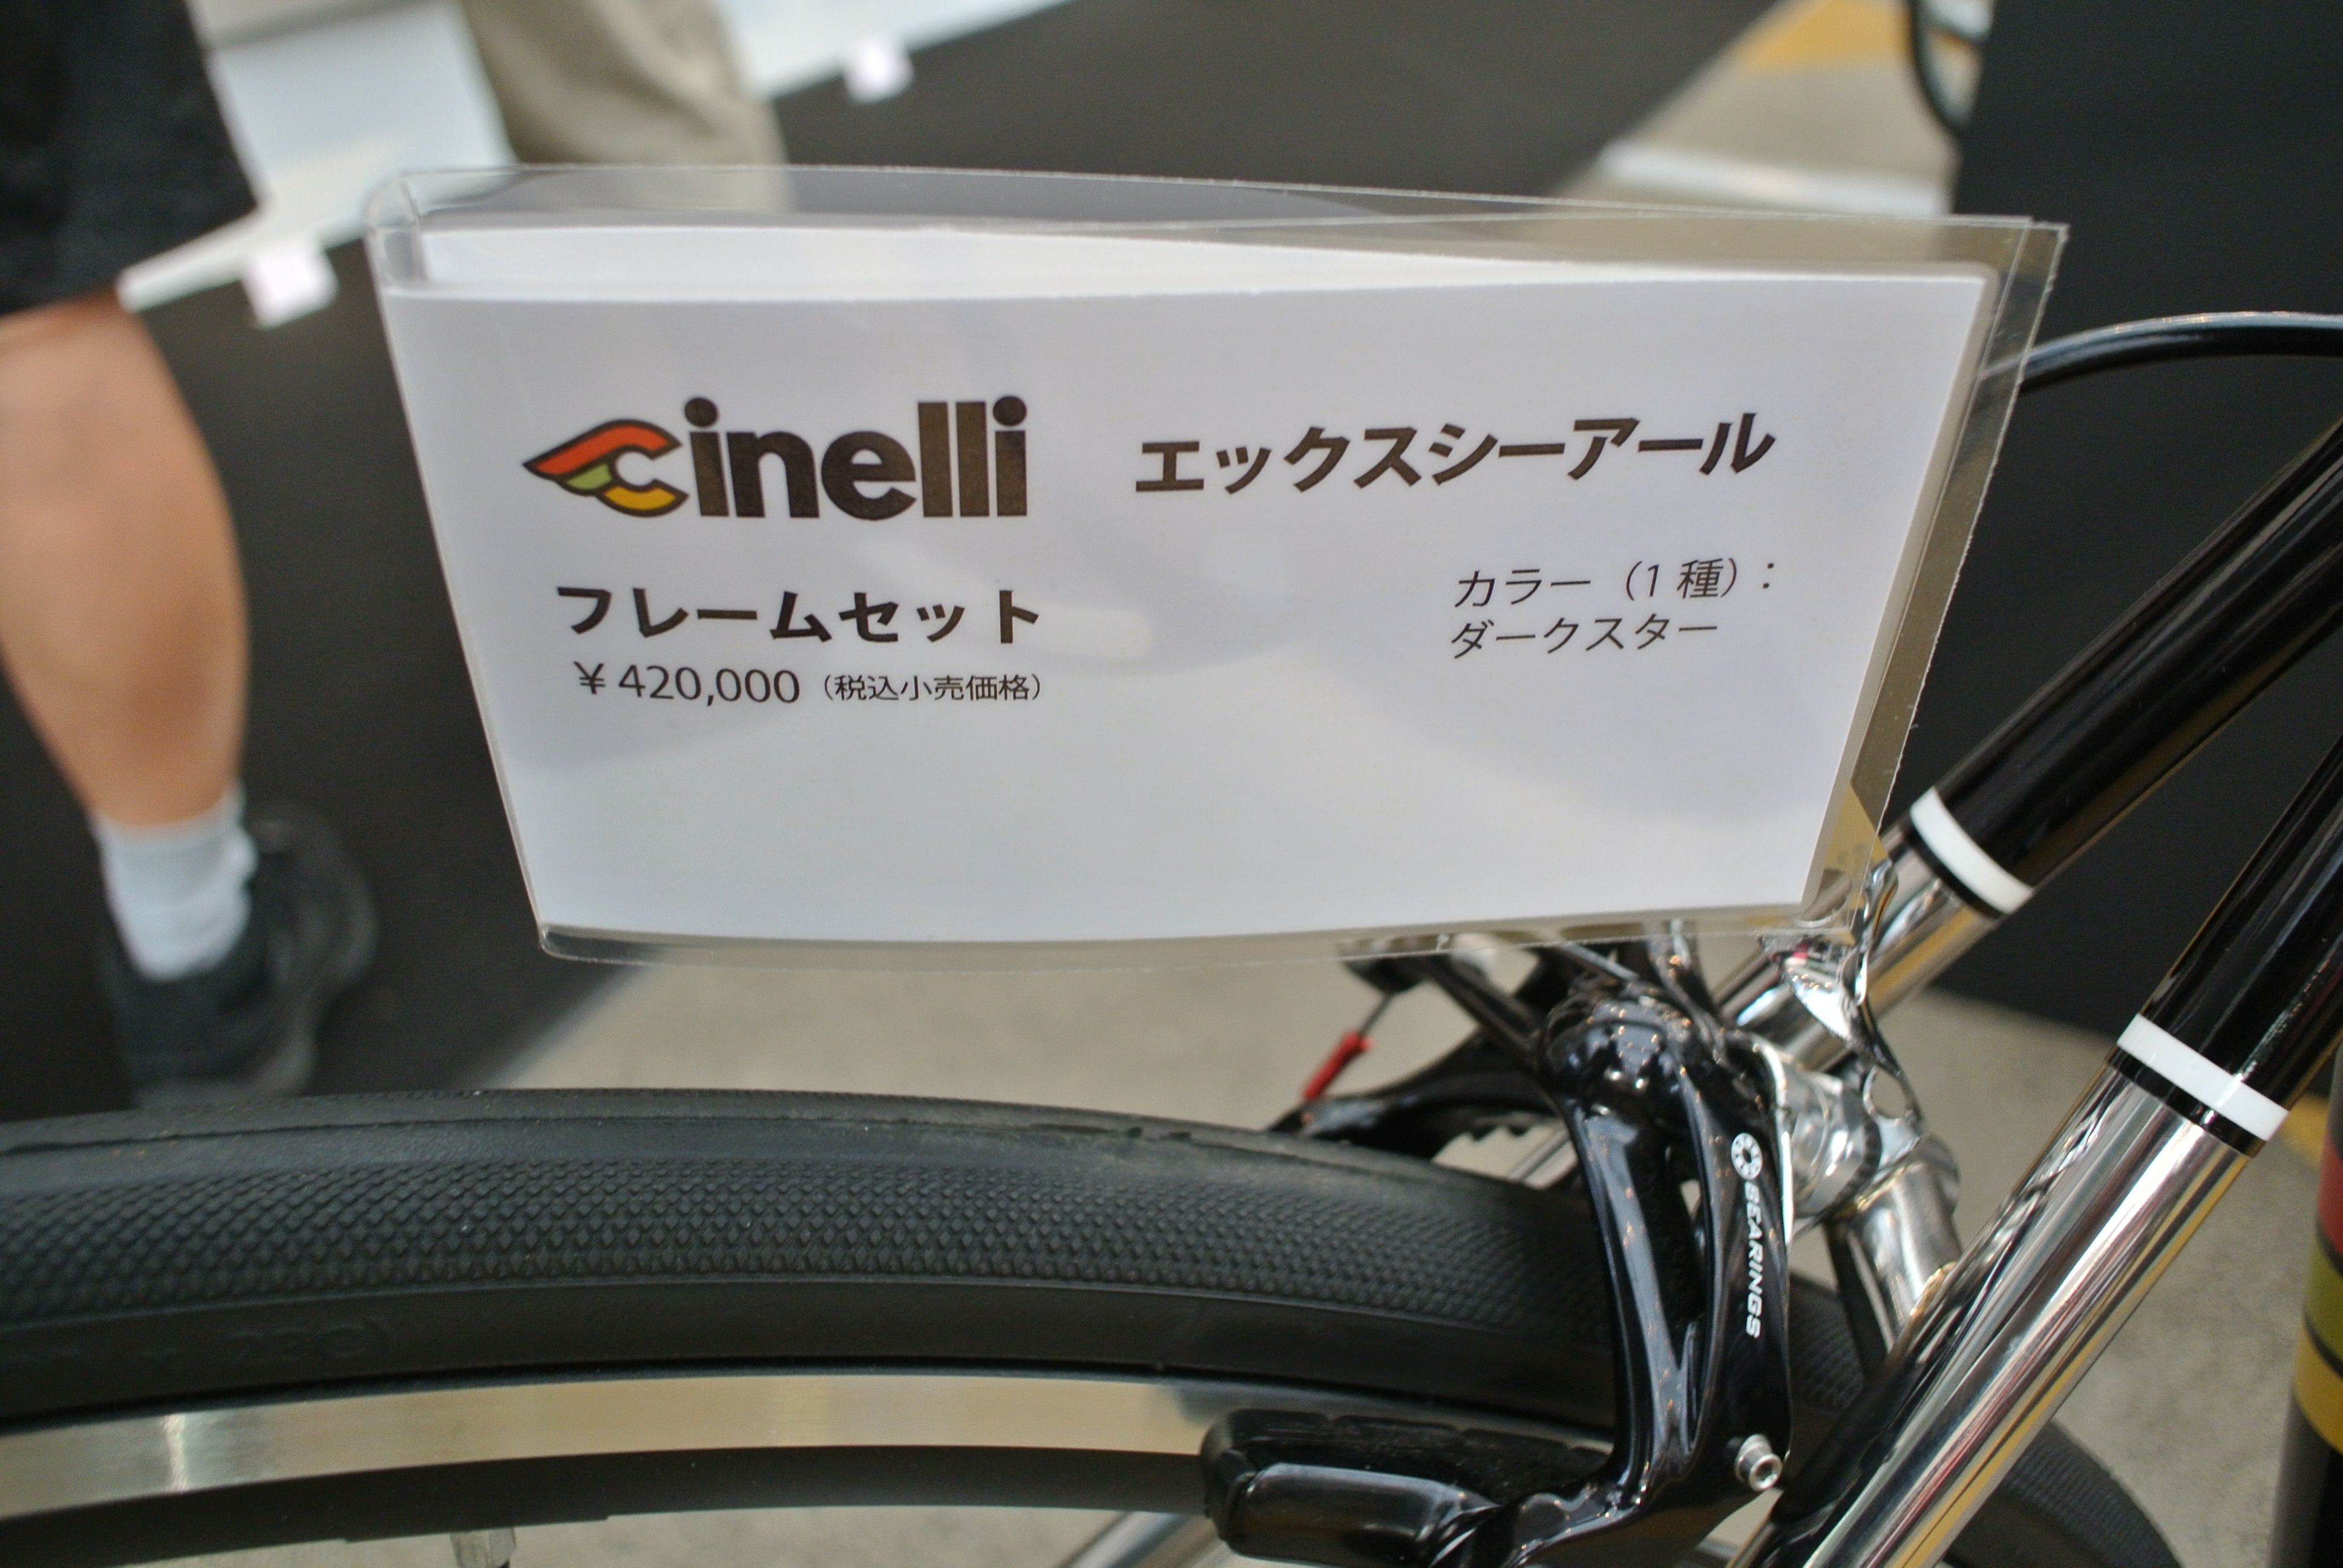 cinelli エックスシーアール
フレームセット
¥420,000（税込小売価格）
カラー（1 種）：
ダークスター
BEARINGS